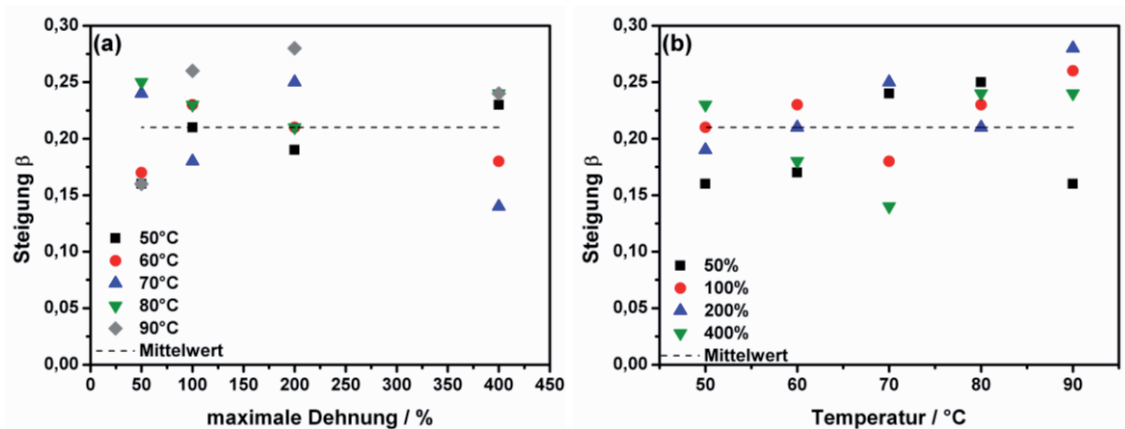 (a)
0,30
0,25
0,20
0,15
0,10
0,05
0,00
Steigung β
50°C
60°C
70°C
80°C
90°C
Mittelwert
0 50 100 150 200 250 300 350 400 450
maximale Dehnung / %
(b)
0,30
0,25
0,20
0,15
0,10
0,05
0,00
Steigung β
50%
100%
200%
400%
Mittelwert
50 60 70 80 90
Temperatur / °C